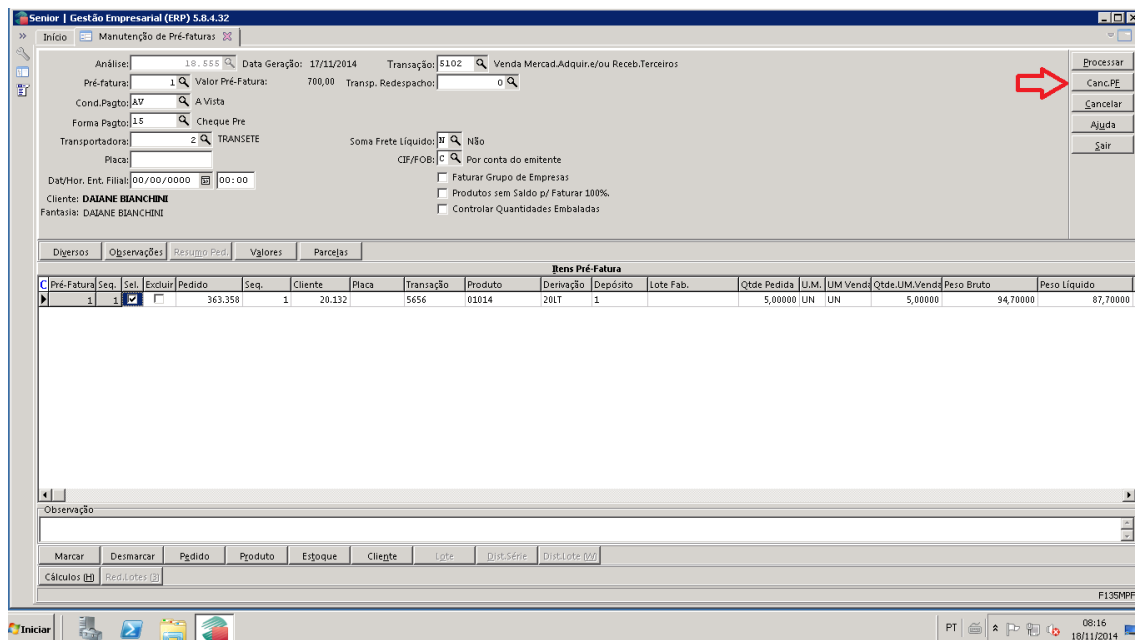 Senior | Gestão Empresarial (ERP) 5.8.4.32
» Início Manutenção de Pré-faturas
Análise: 18.555 Data Geração: 17/11/2014 Transação: 5102 Venda Mercad.Adquir.e/ou Receb.Terceiros
Pré-fatura: 1 Valor Pré-Fatura: 700,00 Transp. Redespacho: 0
Cond.Pagto: AV A Vista
Forma Pagto: 15 Cheque Pre
Transportadora: 2 TRANSETE Soma Frete Líquido: N Não
Placa: CIF/FOB: C Por conta do emitente
Dat/Hor. Ent. Filial: 00/00/0000 00:00 Faturar Grupo de Empresas
Produtos sem Saldo p/ Faturar 100%.
Cliente: DAIANE BIANCHINI
Controlar Quantidades Embaladas
Fantasia: DAIANE BIANCHINI
Processar
Canc.PF
Cancelar
Ajuda
Sair
Diversos Observações Resumo Ped. Valores Parcelas
Itens Pré-Fatura
C Pré-Fatura Seq. Sel. Excluir Pedido Seq. Cliente Placa Transação Produto Derivação Depósito Lote Fab. Qtde Pedida U.M. UM Venda Qtde.UM.Venda Peso Bruto Peso Líquido
1 1 363.358 1 20.132 5656 01014 20LT 1 5,00000 UN UN 5,00000 94,70000 87,70000
Observação
Marcar Desmarcar Pedido Produto Estoque Cliente Lote Dist.Série Dist.Lote (W)
Cálculos (H) Red.Lotes (3)
F135MPF
Iniciar PT 08:16
18/11/2014